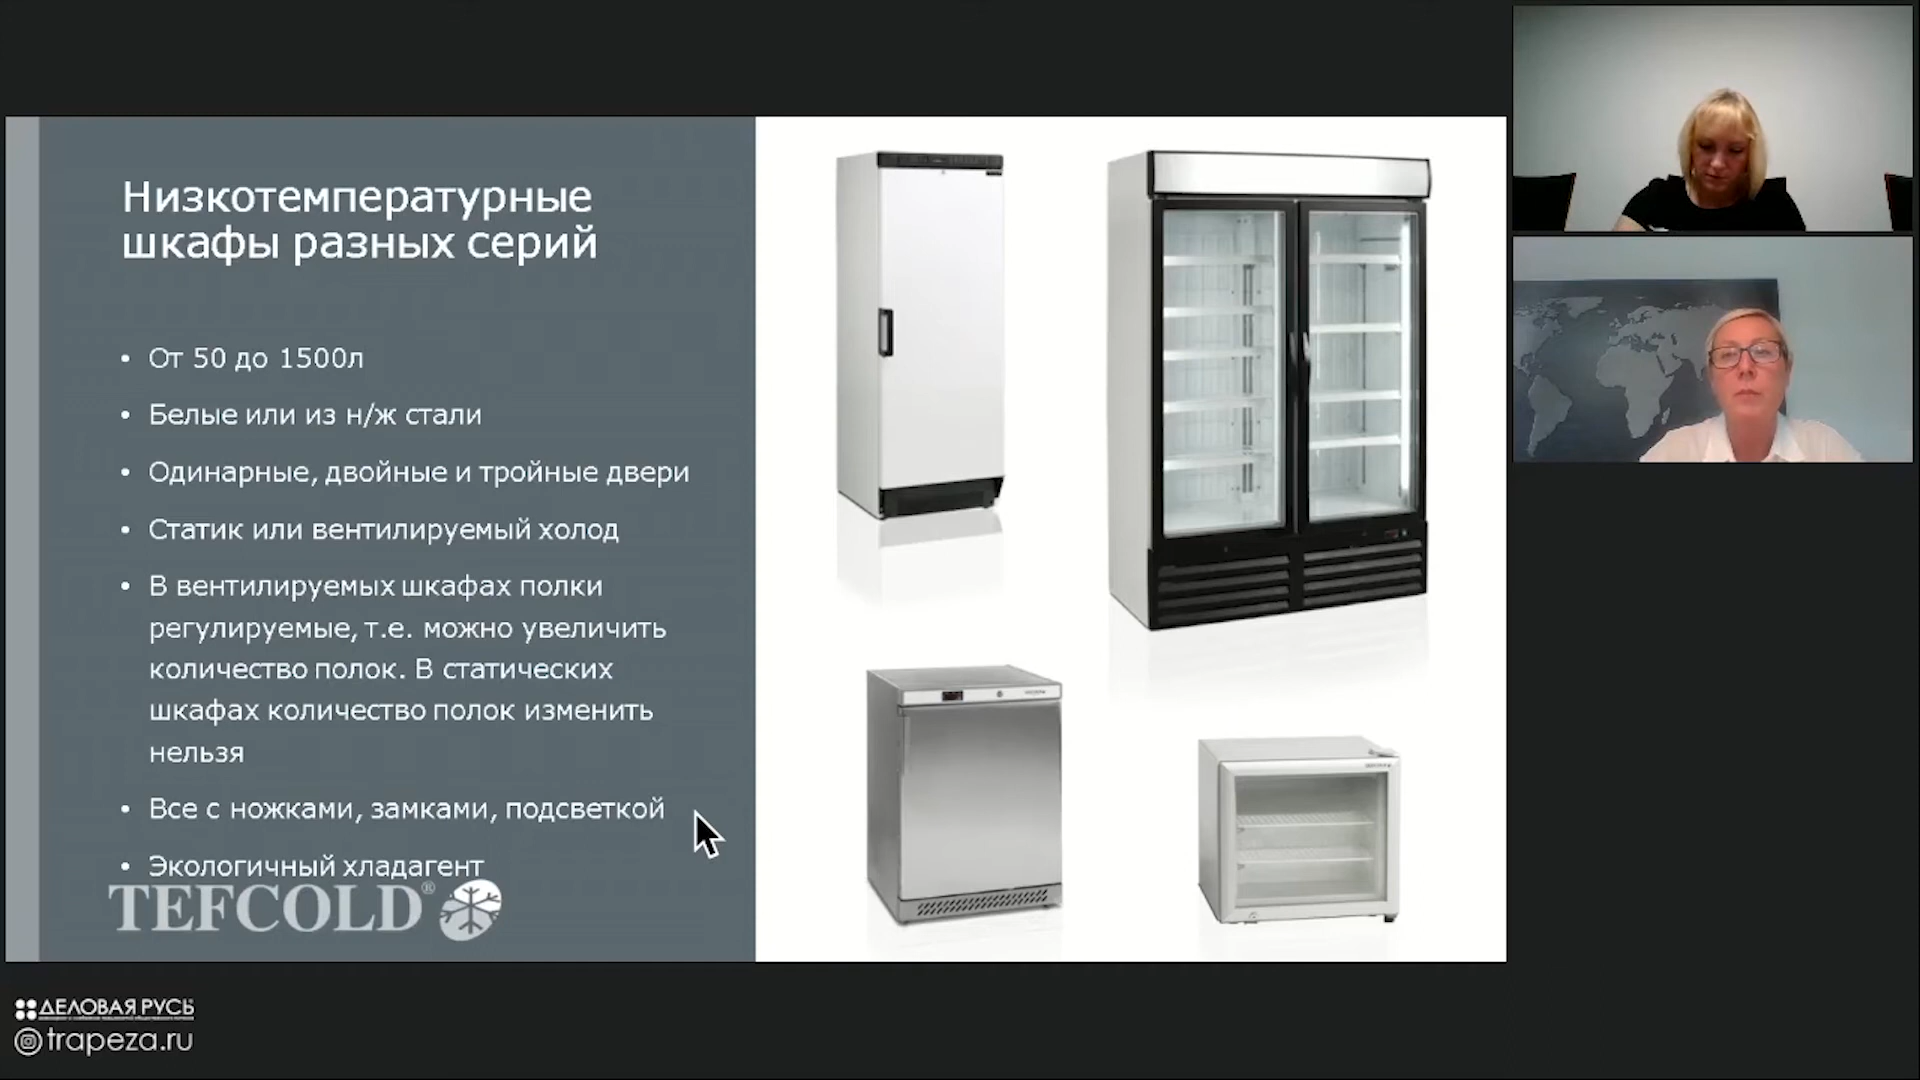 Низкотемпературные
шкафы разных серий
• От 50 до 1500л
• Белые или из н/ж стали
• Одинарные, двойные и тройные двери
• Статик или вентилируемый холод
• В вентилируемых шкафах полки
регулируемые, т.е. можно увеличить
количество полок. В статических
шкафах количество полок изменить
нельзя
• Все с ножками, замками, подсветкой
• Экологичный хладагент
TEFCOLD®
ДЕЛОВАЯ РУСЬ
trapeza.ru